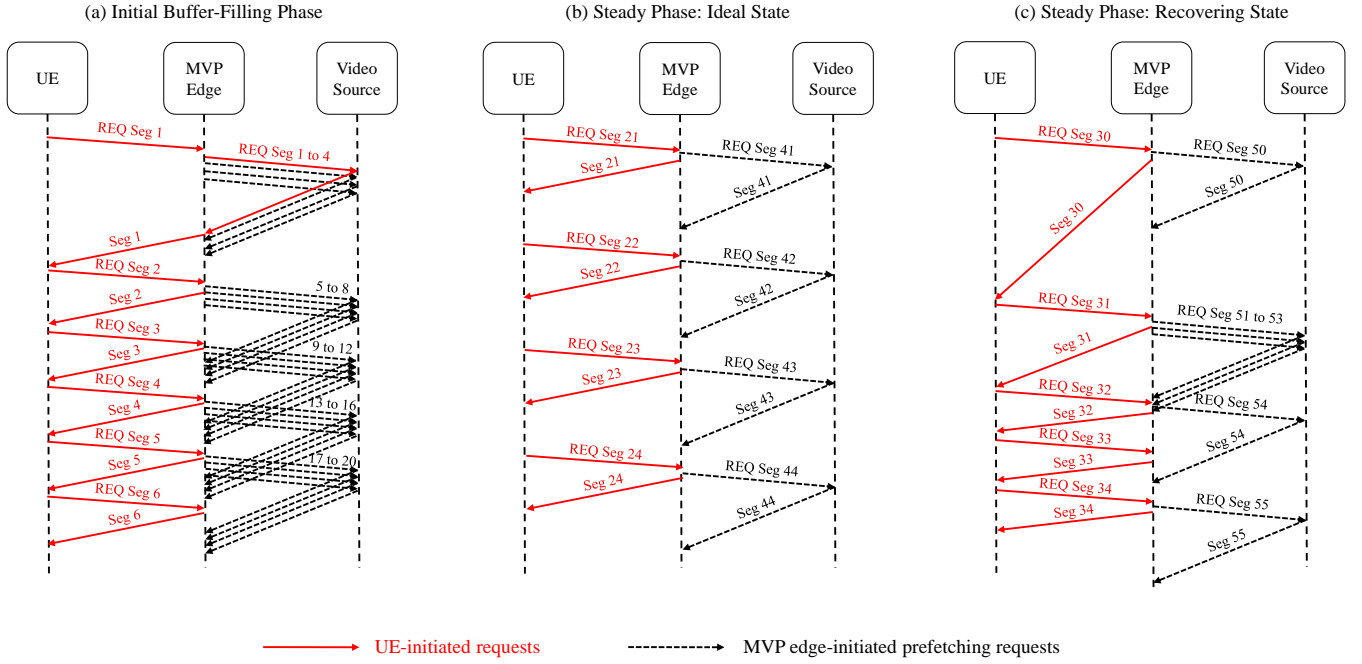 (a) Initial Buffer-Filling Phase
UE
MVP
Edge
Video
Source
REQ Seg 1
REQ Seg 1 to 4
Seg 1
REQ Seg 2
5 to 8
Seg 2
REQ Seg 3
9 to 12
Seg 3
REQ Seg 4
13 to 16
Seg 4
REQ Seg 5
17 to 20
Seg 5
REQ Seg 6
Seg 6
(b) Steady Phase: Ideal State
UE
MVP
Edge
Video
Source
REQ Seg 21
REQ Seg 41
Seg 21
Seg 41
REQ Seg 22
REQ Seg 42
Seg 22
Seg 42
REQ Seg 23
REQ Seg 43
Seg 23
Seg 43
REQ Seg 24
REQ Seg 44
Seg 24
Seg 44
(c) Steady Phase: Recovering State
UE
MVP
Edge
Video
Source
REQ Seg 30
REQ Seg 50
Seg 50
Seg 30
REQ Seg 31
REQ Seg 51 to 53
Seg 31
REQ Seg 32
REQ Seg 54
Seg 32
REQ Seg 33
Seg 54
Seg 33
REQ Seg 34
REQ Seg 55
Seg 34
Seg 55
UE-initiated requests
MVP edge-initiated prefetching requests